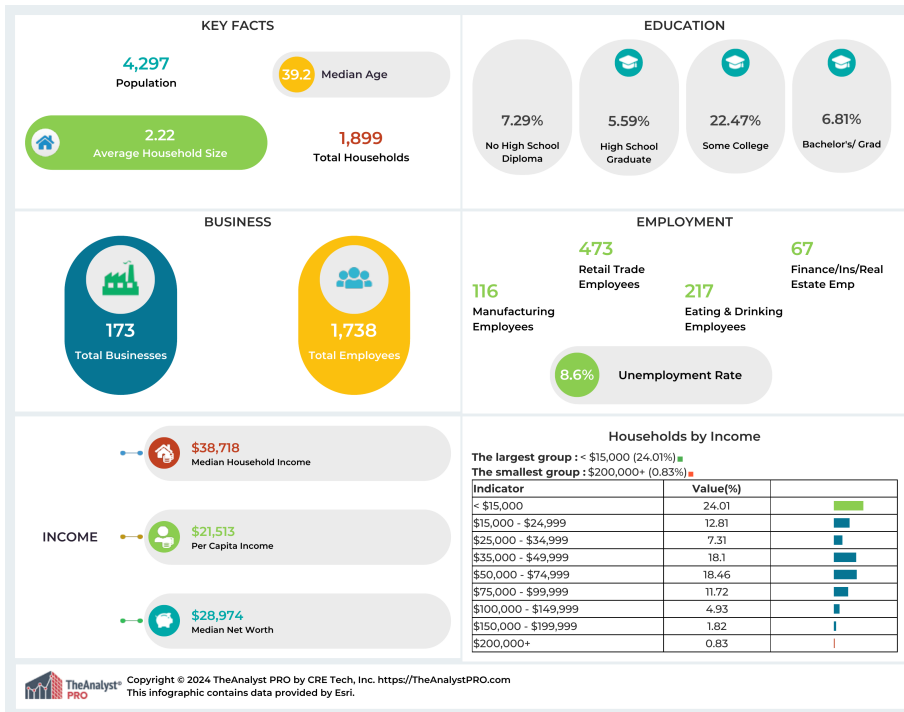 KEY FACTS
4,297
Population
39.2 Median Age
2.22
Average Household Size
1,899
Total Households
EDUCATION
7.29%
No High School
Diploma
5.59%
High School
Graduate
22.47%
Some College
6.81%
Bachelor's/ Grad
BUSINESS
173
Total Businesses
1,738
Total Employees
EMPLOYMENT
116
Manufacturing
Employees
473
Retail Trade
Employees
217
Eating & Drinking
Employees
67
Finance/Ins/Real
Estate Emp
8.6% Unemployment Rate
INCOME
$38,718
Median Household Income
$21,513
Per Capita Income
$28,974
Median Net Worth
Households by Income
The largest group : < $15,000 (24.01%)
The smallest group : $200,000+ (0.83%)
Indicator Value(%)
< $15,000 24.01
$15,000 - $24,999 12.81
$25,000 - $34,999 7.31
$35,000 - $49,999 18.1
$50,000 - $74,999 18.46
$75,000 - $99,999 11.72
$100,000 - $149,999 4.93
$150,000 - $199,999 1.82
$200,000+ 0.83
TheAnalyst®
PRO
Copyright © 2024 TheAnalyst PRO by CRE Tech, Inc. https://TheAnalystPRO.com
This infographic contains data provided by Esri.